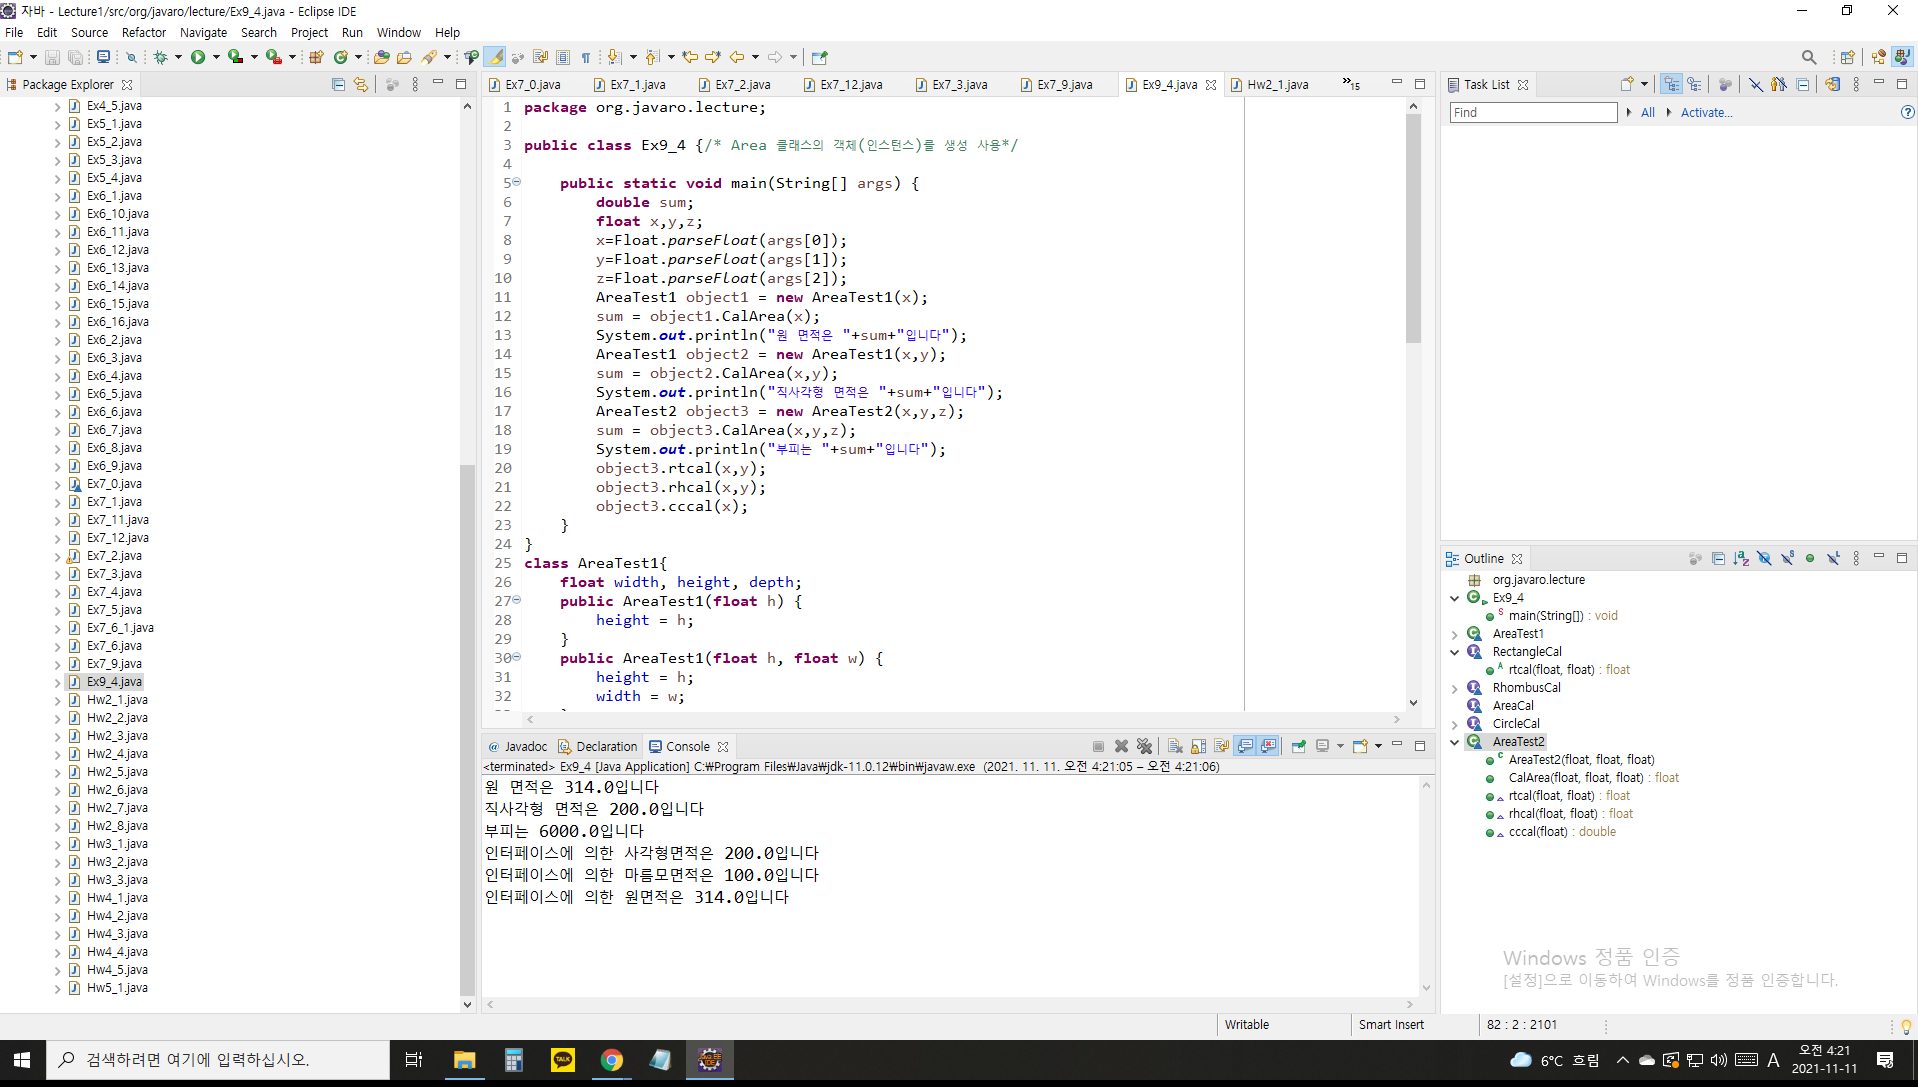 자바 - Lecture1/src/org/javaro/lecture/Ex9_4.java - Eclipse IDE
File Edit Source Refactor Navigate Search Project Run Window Help
Package Explorer
Ex4_5.java
Ex5_1.java
Ex5_2.java
Ex5_3.java
Ex5_4.java
Ex6_1.java
Ex6_10.java
Ex6_11.java
Ex6_12.java
Ex6_13.java
Ex6_14.java
Ex6_15.java
Ex6_16.java
Ex6_2.java
Ex6_3.java
Ex6_4.java
Ex6_5.java
Ex6_6.java
Ex6_7.java
Ex6_8.java
Ex6_9.java
Ex7_0.java
Ex7_1.java
Ex7_11.java
Ex7_12.java
Ex7_2.java
Ex7_3.java
Ex7_4.java
Ex7_5.java
Ex7_6_1.java
Ex7_6.java
Ex7_9.java
Ex9_4.java
Hw2_1.java
Hw2_2.java
Hw2_3.java
Hw2_4.java
Hw2_5.java
Hw2_6.java
Hw2_7.java
Hw2_8.java
Hw3_1.java
Hw3_2.java
Hw3_3.java
Hw4_1.java
Hw4_2.java
Hw4_3.java
Hw4_4.java
Hw4_5.java
Hw5_1.java
Ex7_0.java Ex7_1.java Ex7_2.java Ex7_12.java Ex7_3.java Ex7_9.java Ex9_4.java Hw2_1.java »15
1 package org.javaro.lecture;
2
3 public class Ex9_4 {/* Area 클래스의 객체(인스턴스)를 생성 사용*/
4
5 public static void main(String[] args) {
6 double sum;
7 float x,y,z;
8 x=Float.parseFloat(args[0]);
9 y=Float.parseFloat(args[1]);
10 z=Float.parseFloat(args[2]);
11 AreaTest1 object1 = new AreaTest1(x);
12 sum = object1.CalArea(x);
13 System.out.println("원 면적은 "+sum+"입니다");
14 AreaTest1 object2 = new AreaTest1(x,y);
15 sum = object2.CalArea(x,y);
16 System.out.println("직사각형 면적은 "+sum+"입니다");
17 AreaTest2 object3 = new AreaTest2(x,y,z);
18 sum = object3.CalArea(x,y,z);
19 System.out.println("부피는 "+sum+"입니다");
20 object3.rtcal(x,y);
21 object3.rhcal(x,y);
22 object3.cccal(x);
23 }
24 }
25 class AreaTest1{
26 float width, height, depth;
27 public AreaTest1(float h) {
28 height = h;
29 }
30 public AreaTest1(float h, float w) {
31 height = h;
32 width = w;
@ Javadoc Declaration Console
<terminated> Ex9_4 [Java Application] C:₩Program Files₩Java₩jdk-11.0.12₩bin₩javaw.exe (2021. 11. 11. 오전 4:21:05 – 오전 4:21:06)
원 면적은 314.0입니다
직사각형 면적은 200.0입니다
부피는 6000.0입니다
인터페이스에 의한 사각형면적은 200.0입니다
인터페이스에 의한 마름모면적은 100.0입니다
인터페이스에 의한 원면적은 314.0입니다
Task List
Find All Activate...
Outline
org.javaro.lecture
Ex9_4
main(String[]) : void
AreaTest1
RectangleCal
rtcal(float, float) : float
RhombusCal
AreaCal
CircleCal
AreaTest2
AreaTest2(float, float, float)
CalArea(float, float, float) : float
rtcal(float, float) : float
rhcal(float, float) : float
cccal(float) : double
Windows 정품 인증
[설정]으로 이동하여 Windows를 정품 인증합니다.
Writable Smart Insert 82 : 2 : 2101
검색하려면 여기에 입력하십시오.
TALK
6°C 흐림
A
오전 4:21
2021-11-11